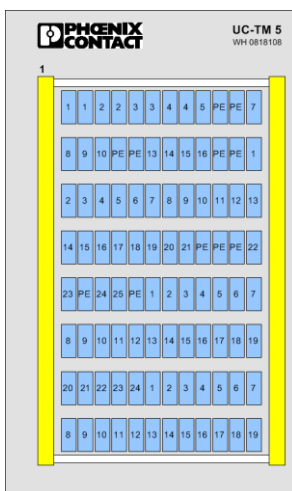 PHŒNIX
CONTACT
UC-TM 5
WH 0818108
1
1 1 2 2 3 3 4 4 5 PE PE 7
8 9 10 PE PE 13 14 15 16 PE PE 1
2 3 4 5 6 7 8 9 10 11 12 13
14 15 16 17 18 19 20 21 PE PE PE 22
23 PE 24 25 PE 1 2 3 4 5 6 7
8 9 10 11 12 13 14 15 16 17 18 19
20 21 22 23 24 1 2 3 4 5 6 7
8 9 10 11 12 13 14 15 16 17 18 19